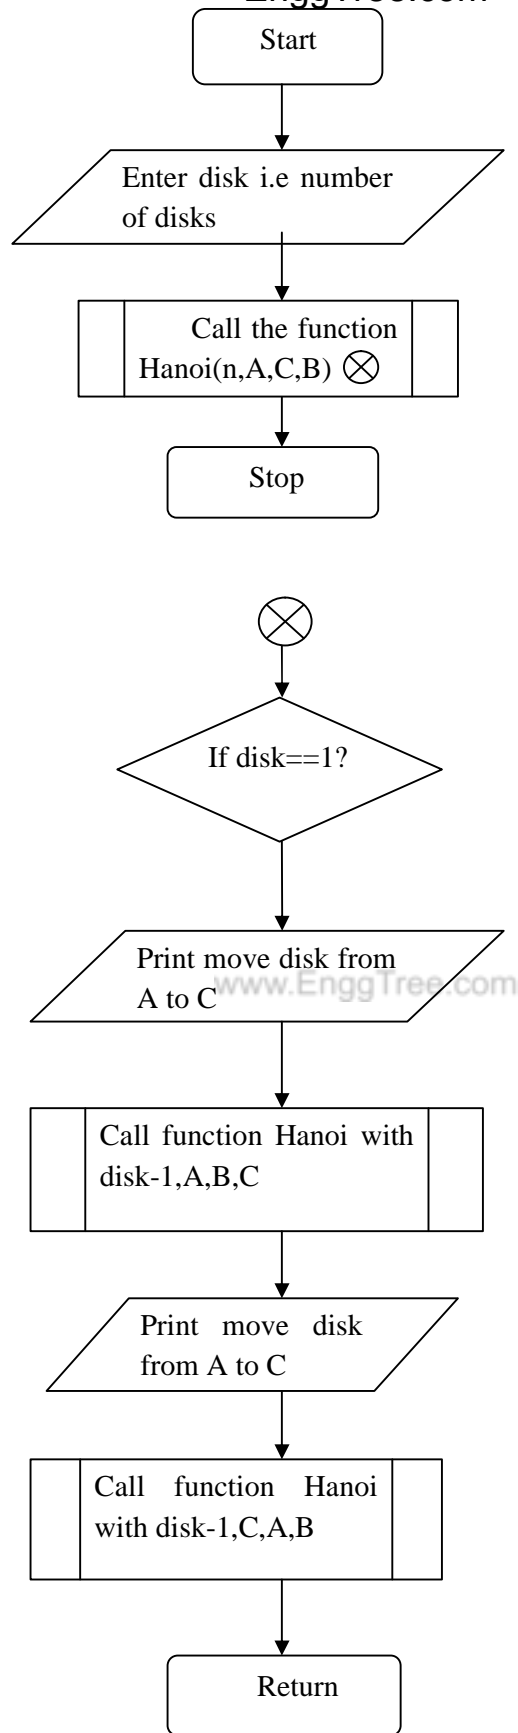 Start
Enter disk i.e number
of disks
Call the function
Hanoi(n,A,C,B)
Stop
If disk==1?
Print move disk from
A to C
www.EnggTree.com
Call function Hanoi with
disk-1,A,B,C
Print move disk
from A to C
Call function Hanoi
with disk-1,C,A,B
Return